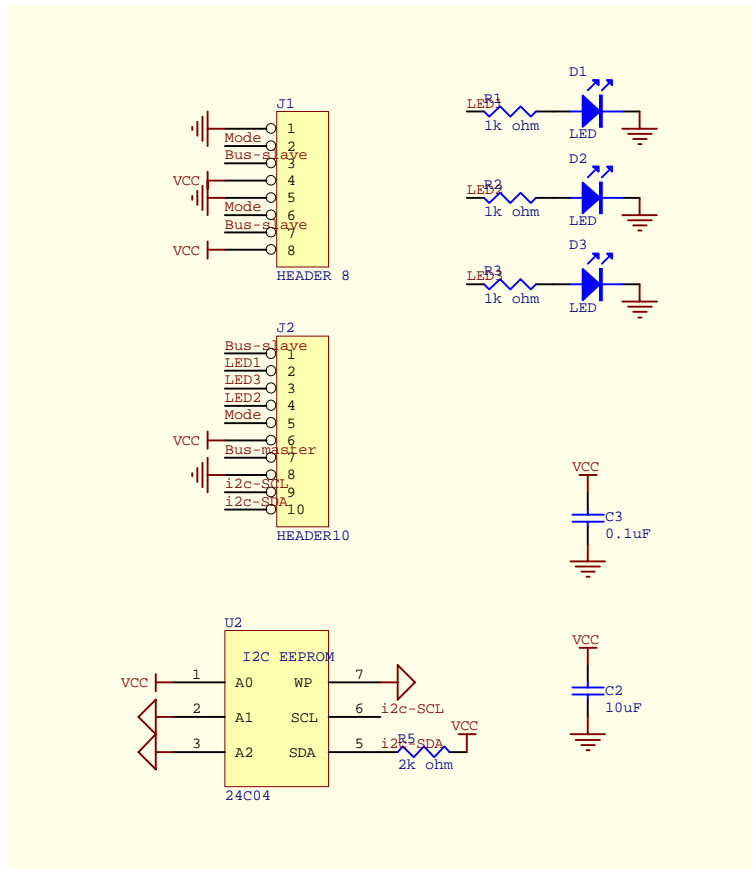 J1
1
Mode
2
Bus-slave
3
VCC
4
5
Mode
6
Bus-slave
7
VCC
8
HEADER 8
D1
LED1
R1
1k ohm
LED
D2
LED2
R2
1k ohm
LED
D3
LED3
R3
1k ohm
LED
J2
Bus-slave
1
LED1
2
LED3
3
LED2
4
Mode
5
VCC
6
Bus-master
7
8
i2c-SCL
9
i2c-SDA
10
HEADER10
VCC
C3
0.1uF
U2
I2C EEPROM
VCC
1
A0
WP
7
2
A1
SCL
6
i2c-SCL
3
A2
SDA
5
i2c-SDA
R5
2k ohm
VCC
24C04
VCC
C2
10uF